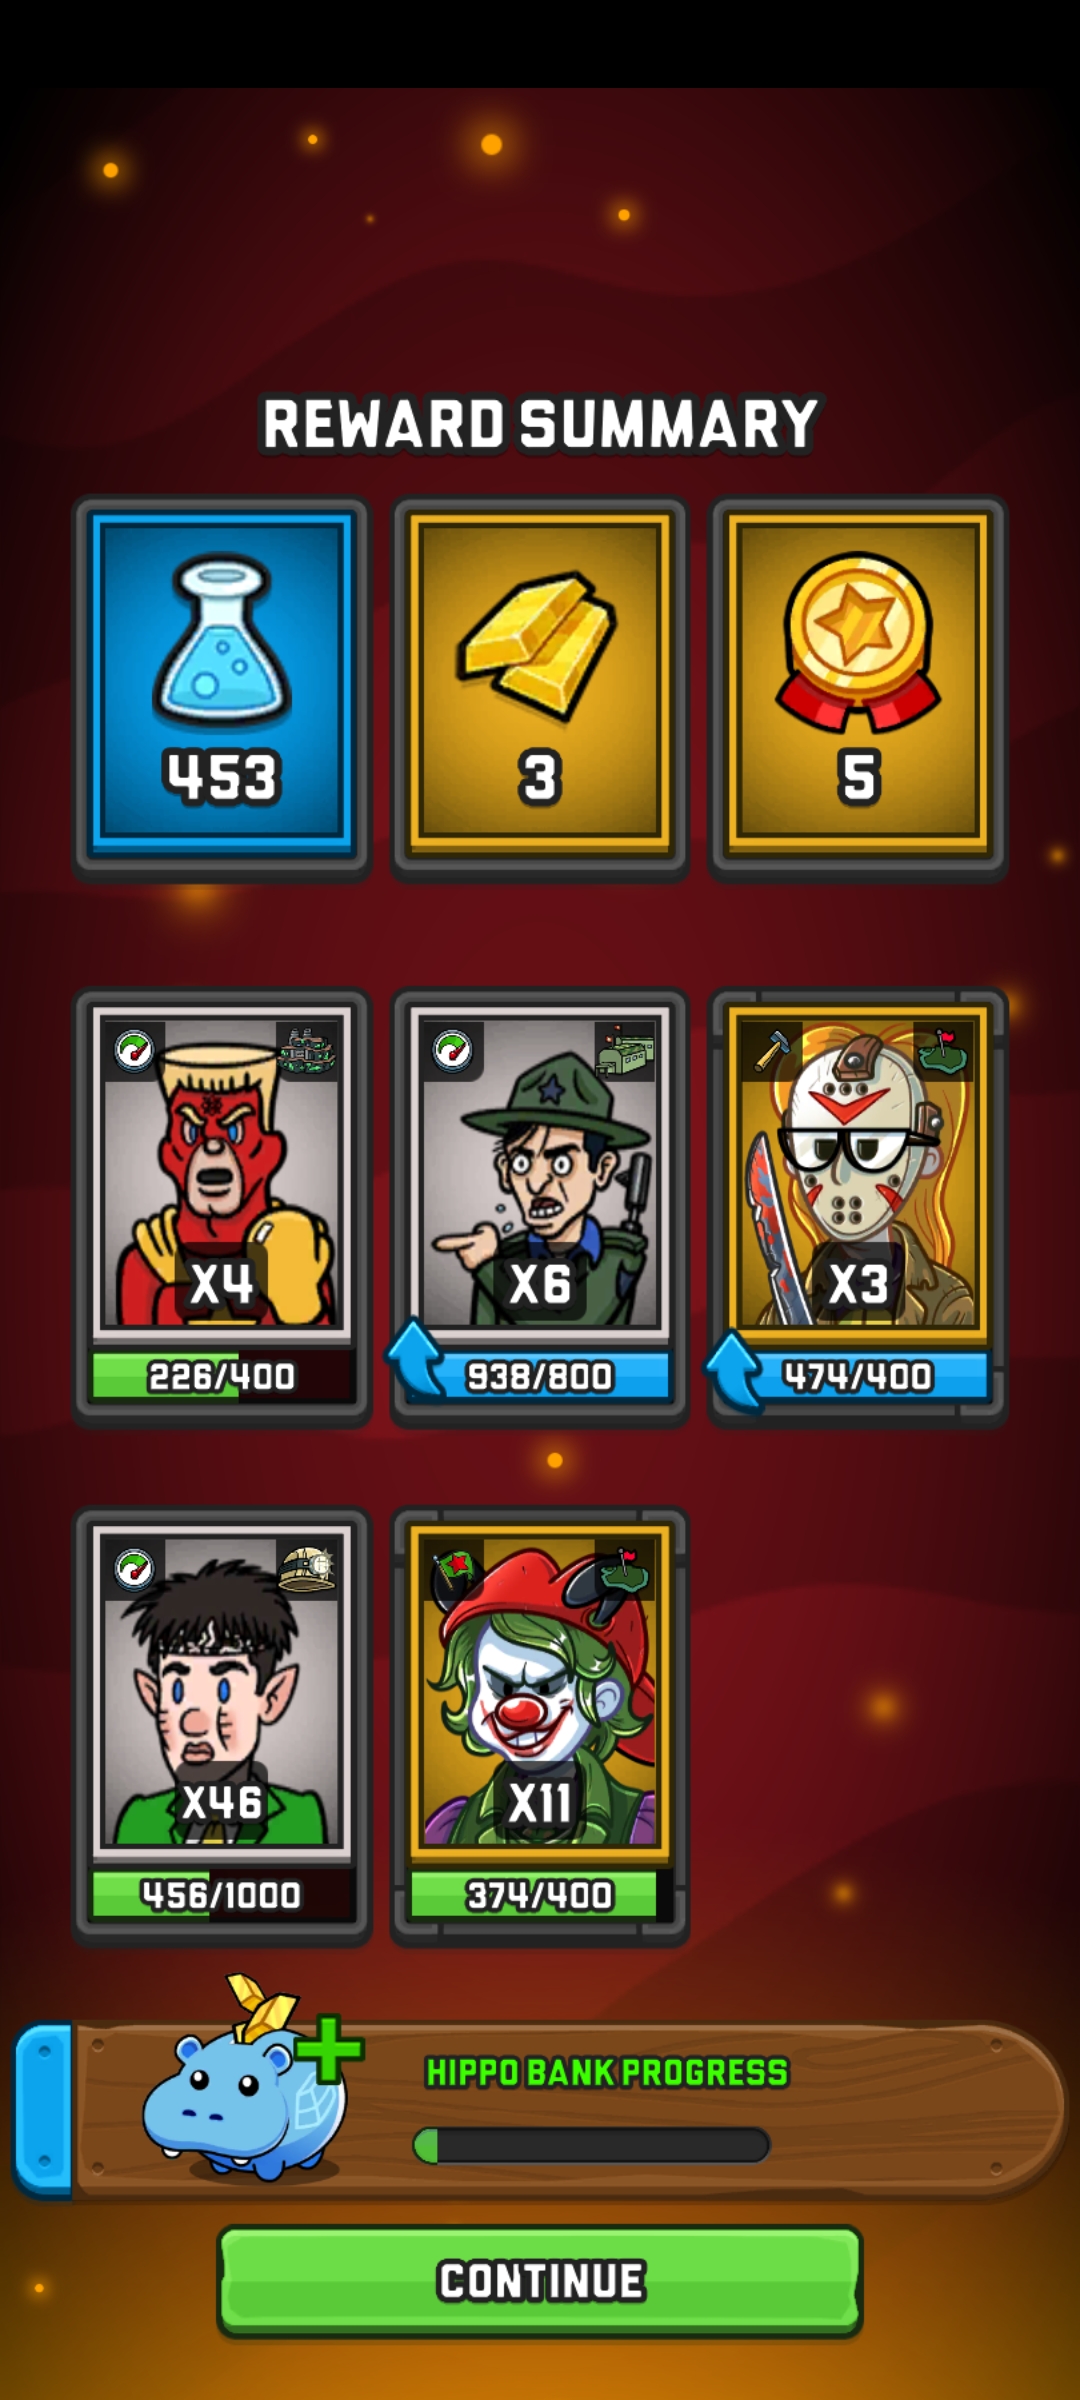 REWARD SUMMARY
453
3
5
X4
X6
X3
226/400
938/800
474/400
X46
X11
456/1000
374/400
HIPPO BANK PROGRESS
CONTINUE